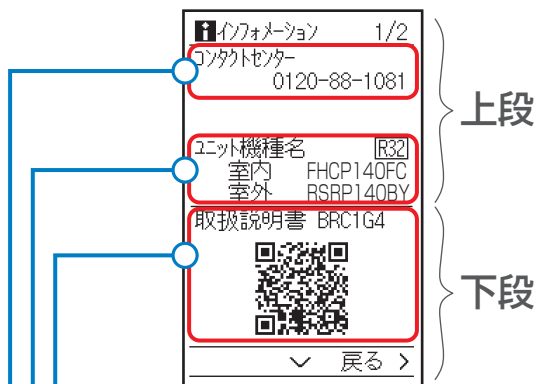 インフォメーション 1/2
コンタクトセンター
0120-88-1081
上段
ユニット機種名 R32
室内 FHCP140FC
室外 RSRP140BY
取扱説明書 BRC1G4
下段
戻る